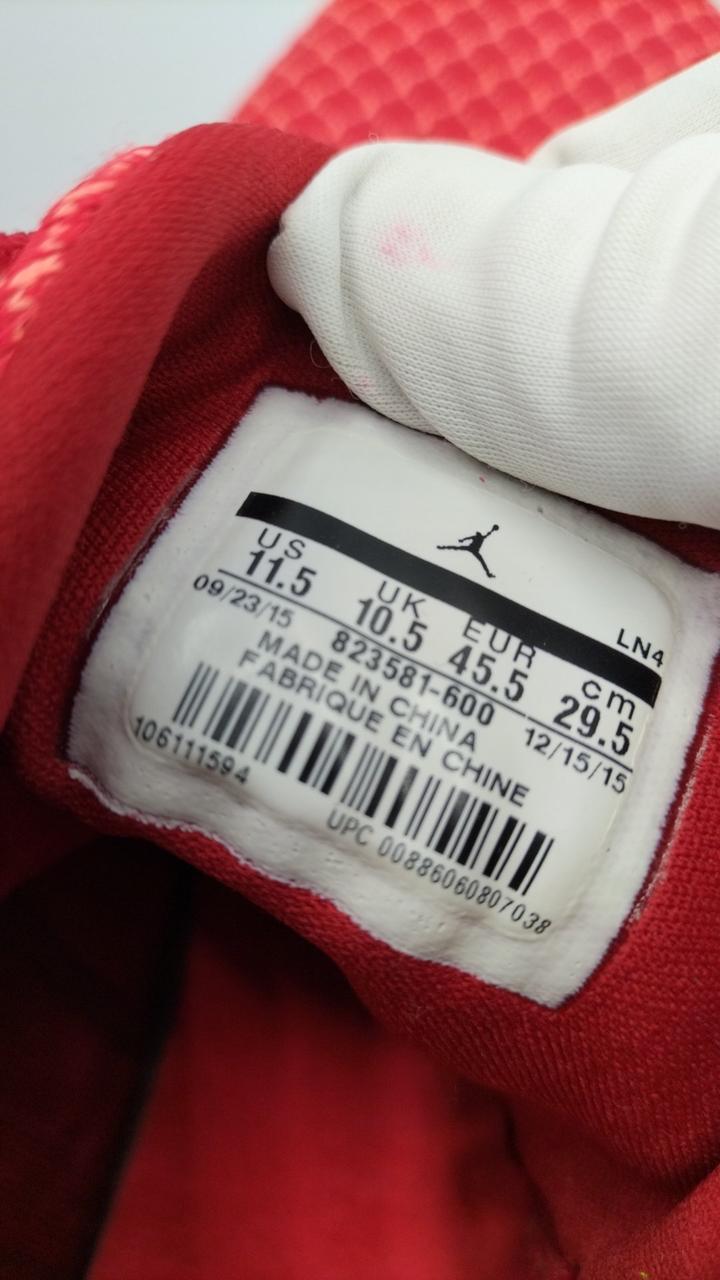 LN4
US UK EUR cm
11.5 10.5 45.5 29.5
09/23/15 823581-600 12/15/15
MADE IN CHINA
FABRIQUE EN CHINE
106111594
UPC 00886060807038